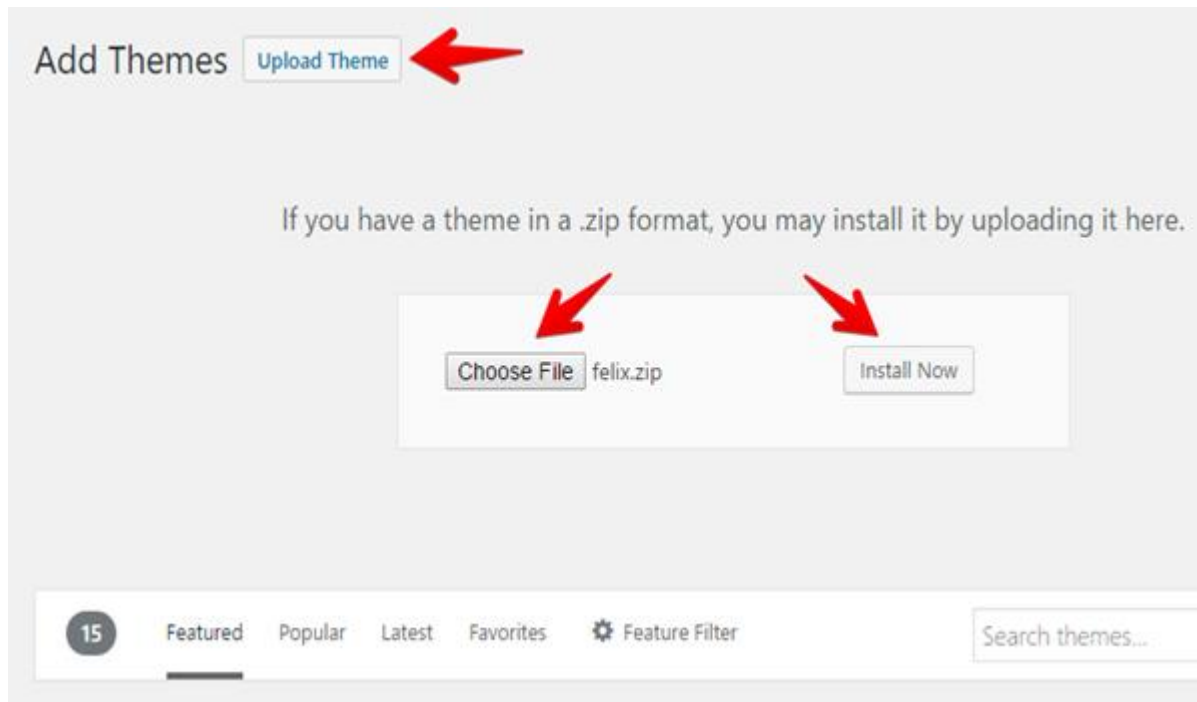 Add Themes Upload Theme
If you have a theme in a .zip format, you may install it by uploading it here.
Choose File felix.zip Install Now
15 Featured Popular Latest Favorites Feature Filter Search themes...